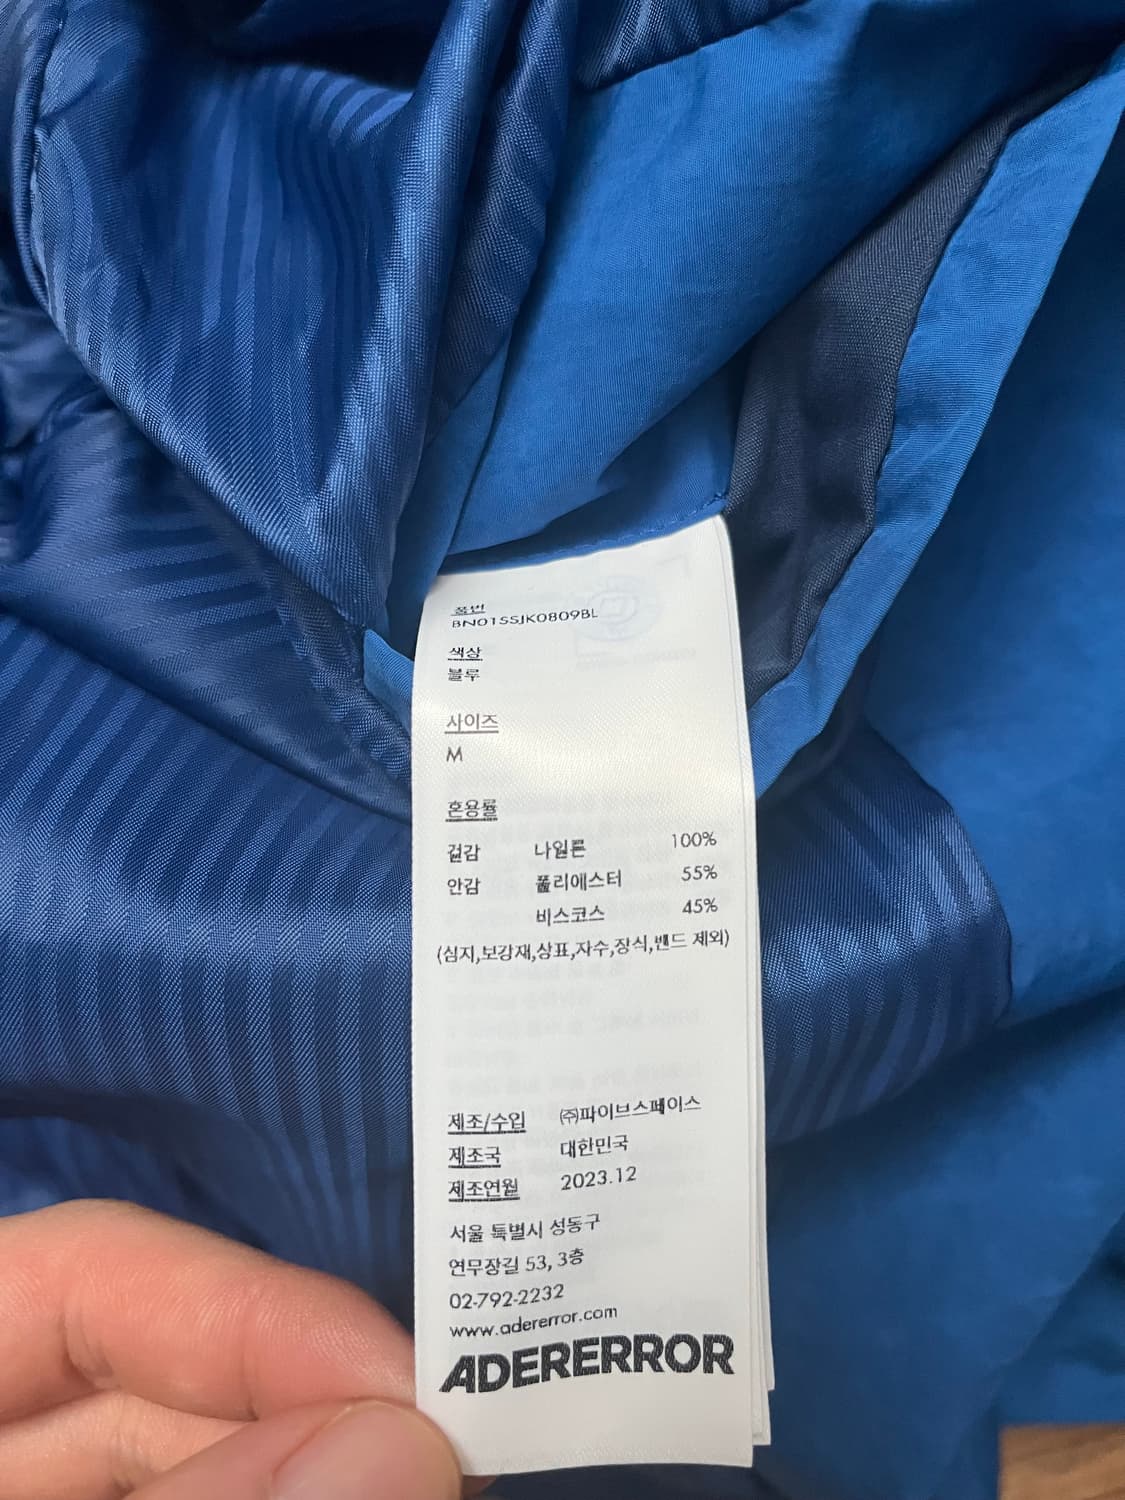 품번
BN01SSJK0809BL
색상
블루
사이즈
M
혼용률
겉감 나일론 100%
안감 폴리에스터 55%
비스코스 45%
(심지,보강재,상표,자수,장식,밴드 제외)
제조/수입 ㈜파이브스페이스
제조국 대한민국
제조연월 2023.12
서울 특별시 성동구
연무장길 53, 3층
02-792-2232
www.adererror.com
ADERERROR